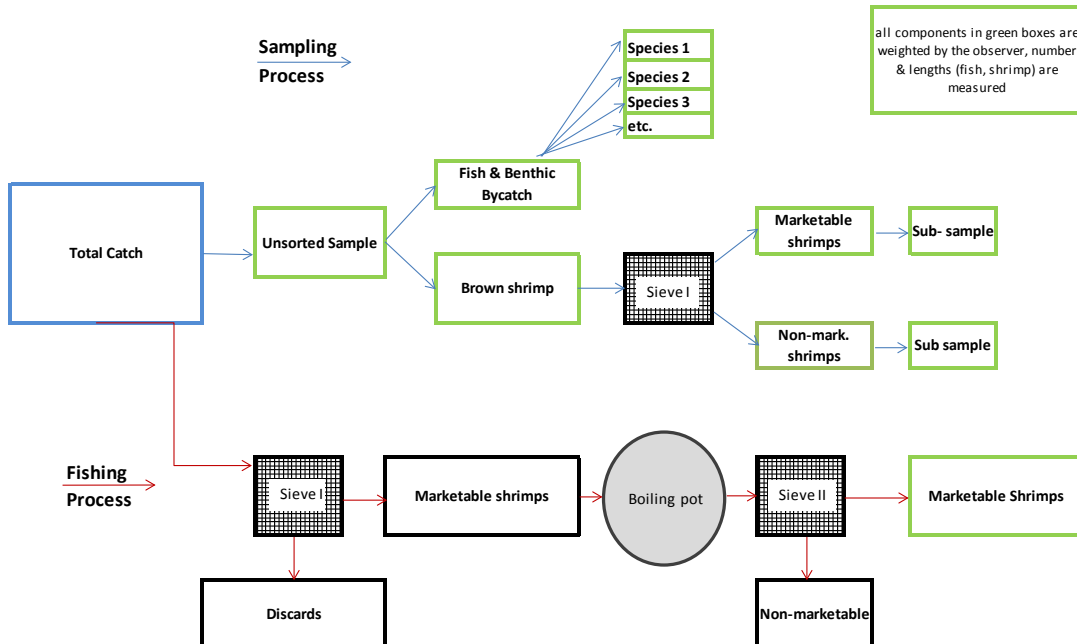 Sampling
Process
Species 1
Species 2
Species 3
etc.
all components in green boxes are
weighted by the observer, number
& lengths (fish, shrimp) are
measured
Fish & Benthic
Bycatch
Total Catch
Unsorted Sample
Brown shrimp
Sieve I
Marketable
shrimps
Sub- sample
Non-mark.
shrimps
Sub sample
Fishing
Process
Sieve I
Marketable shrimps
Boiling pot
Sieve II
Marketable Shrimps
Discards
Non-marketable